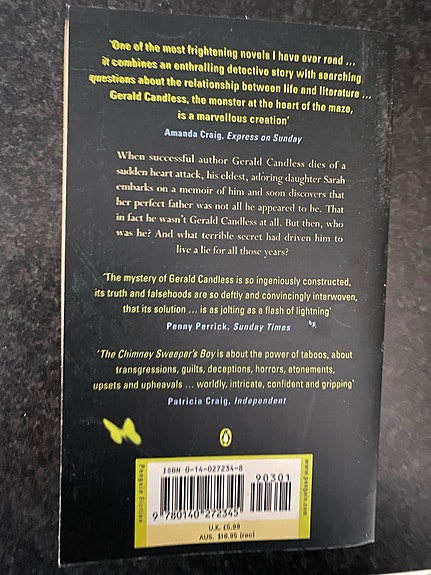 'One of the most frightening novels I have ever read ...
it combines an enthralling detective story with searching
questions about the relationship between life and literature ...
Gerald Candless, the monster at the heart of the maze,
is a marvellous creation'
Amanda Craig, Express on Sunday
When successful author Gerald Candless dies of a
sudden heart attack, his eldest, adoring daughter Sarah
embarks on a memoir of him and soon discovers that
her perfect father was not all he appeared to be. That
in fact he wasn't Gerald Candless at all. But then, who
was he? And what terrible secret had driven him to
live a lie for all those years?
'The mystery of Gerald Candless is so ingeniously constructed,
its truth and falsehoods are so deftly and convincingly interwoven,
that its solution ... is as jolting as a flash of lightning'
Penny Perrick, Sunday Times
'The Chimney Sweeper's Boy is about the power of taboos, about
transgressions, guilts, deceptions, horrors, atonements,
upsets and upheavals ... worldly, intricate, confident and gripping'
Patricia Craig, Independent
Penguin Fiction
ISBN 0-14-027234-8
90301
9 780140 272345
www.penguin.com
U.K. £5.99
AUS. $16.95 (rec)